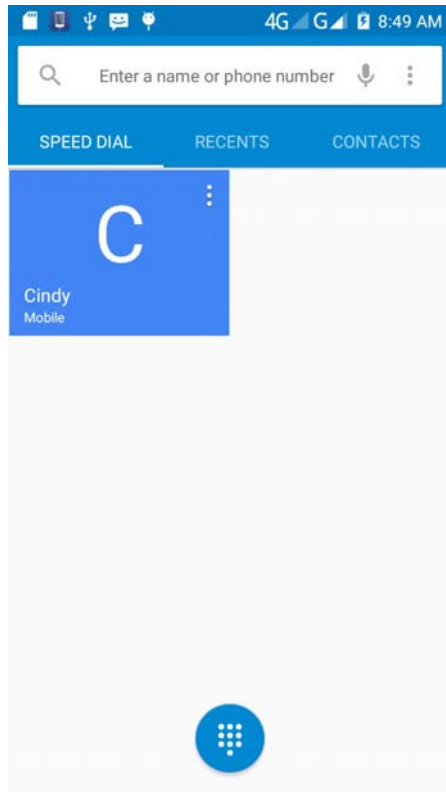 4G G 8:49 AM
Enter a name or phone number
SPEED DIAL RECENTS CONTACTS
C
Cindy
Mobile